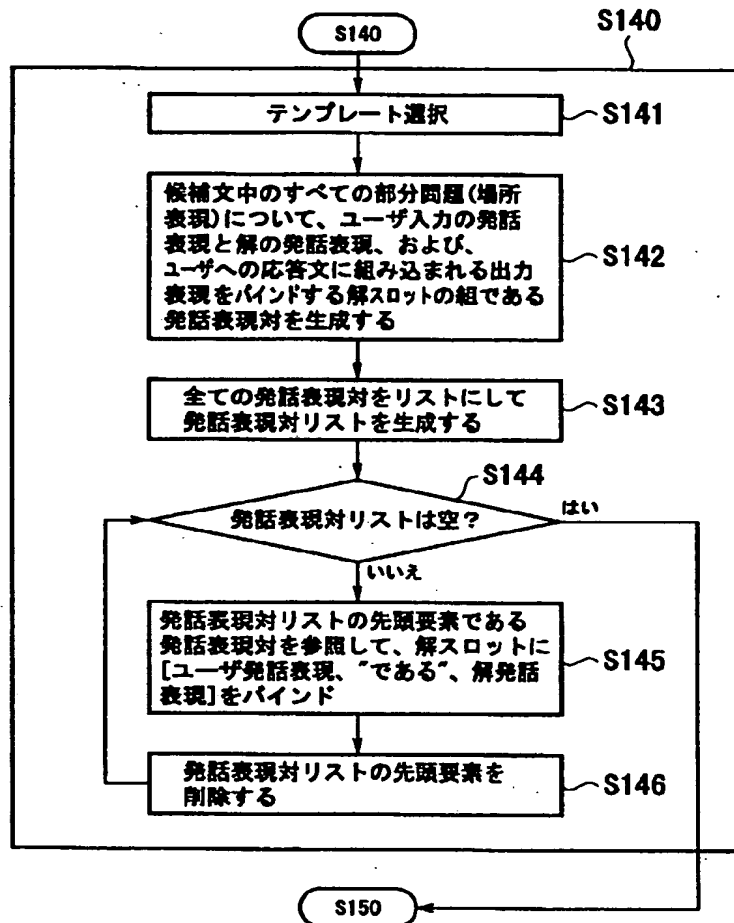 S140
S140
テンプレート選択
S141
候補文中のすべての部分問題(場所
表現)について、ユーザ入力の発話
表現と解の発話表現、および、
ユーザへの応答文に組み込まれる出力
表現をバインドする解スロットの組である
発話表現対を生成する
S142
全ての発話表現対をリストにして
発話表現対リストを生成する
S143
S144
発話表現対リストは空?
はい
いいえ
発話表現対リストの先頭要素である
発話表現対を参照して、解スロットに
[ユーザ発話表現、"である"、解発話
表現]をバインド
S145
発話表現対リストの先頭要素を
削除する
S146
S150